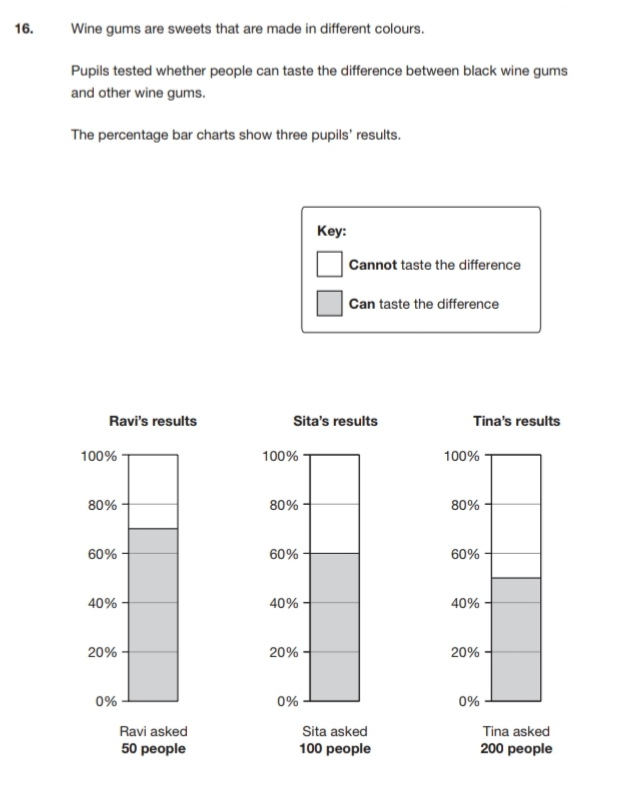 16. Wine gums are sweets that are made in different colours.
Pupils tested whether people can taste the difference between black wine gums
and other wine gums.
The percentage bar charts show three pupils' results.
Key:
Cannot taste the difference
Can taste the difference
Ravi's results
100%
80%
60%
40%
20%
0%
Ravi asked
50 people
Sita's results
100%
80%
60%
40%
20%
0%
Sita asked
100 people
Tina's results
100%
80%
60%
40%
20%
0%
Tina asked
200 people